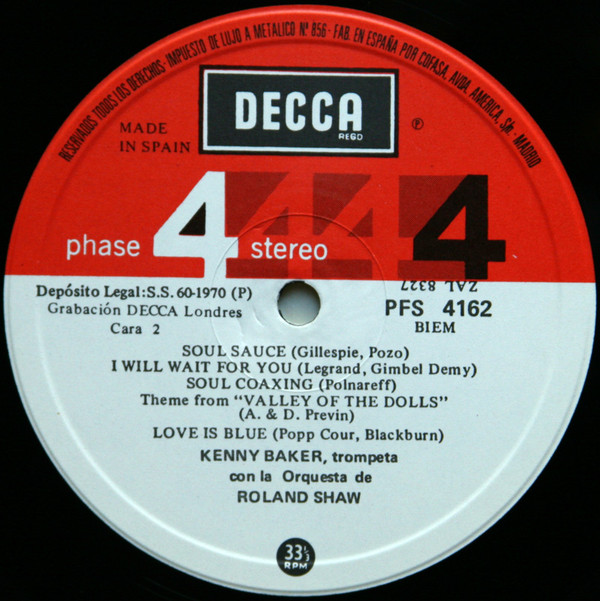 RESERVADOS TODOS LOS DERECHOS - IMPUESTO DE LUJO A METALICO Nº 856 - FAB. EN ESPAÑA POR COFASA, AVDA. AMERICA, S/n. - MADRID
DECCA
REGD
MADE
IN SPAIN
℗
phase 4 stereo 4 4 4
Depósito Legal: S.S. 60-1970 (P)
Grabación DECCA Londres
Cara 2
ZAL 8327
PFS 4162
BIEM
SOUL SAUCE (Gillespie, Pozo)
I WILL WAIT FOR YOU (Legrand, Gimbel Demy)
SOUL COAXING (Polnareff)
Theme from "VALLEY OF THE DOLLS"
(A. & D. Previn)
LOVE IS BLUE (Popp Cour, Blackburn)
KENNY BAKER, trompeta
con la Orquesta de
ROLAND SHAW
33⅓
RPM